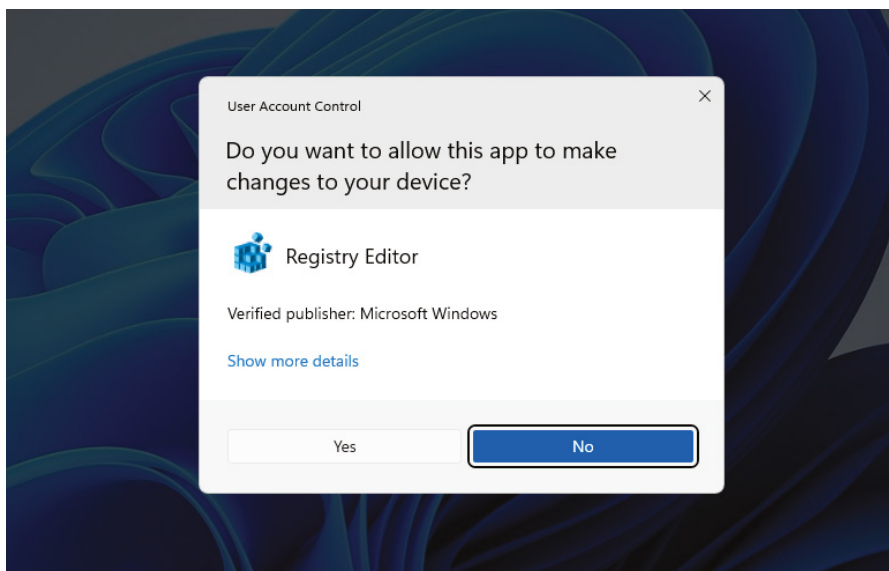 User Account Control
Do you want to allow this app to make
changes to your device?
Registry Editor
Verified publisher: Microsoft Windows
Show more details
Yes
No